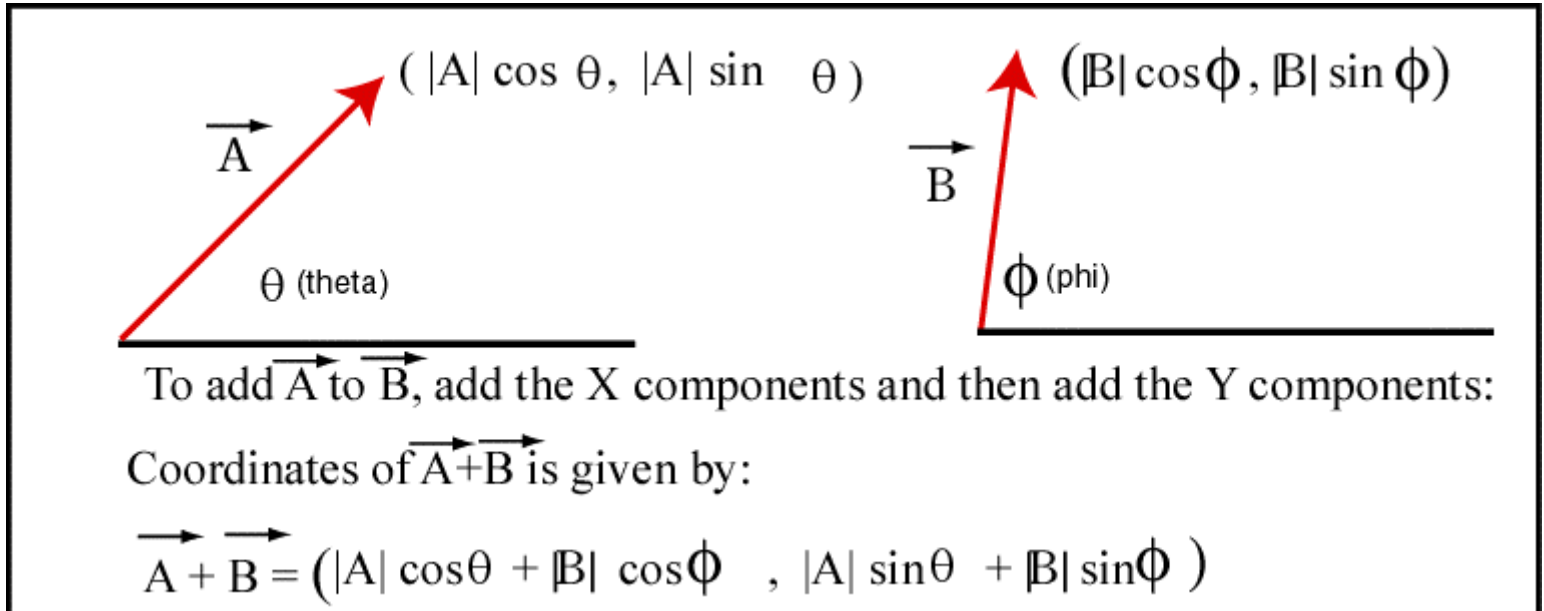 ( |A| cos θ, |A| sin θ )
(|B| cos ϕ, |B| sin ϕ)
A
B
θ (theta)
ϕ (phi)
To add A to B, add the X components and then add the Y components:
Coordinates of A+B is given by:
A + B = (|A| cosθ + |B| cosϕ , |A| sinθ + |B| sinϕ )